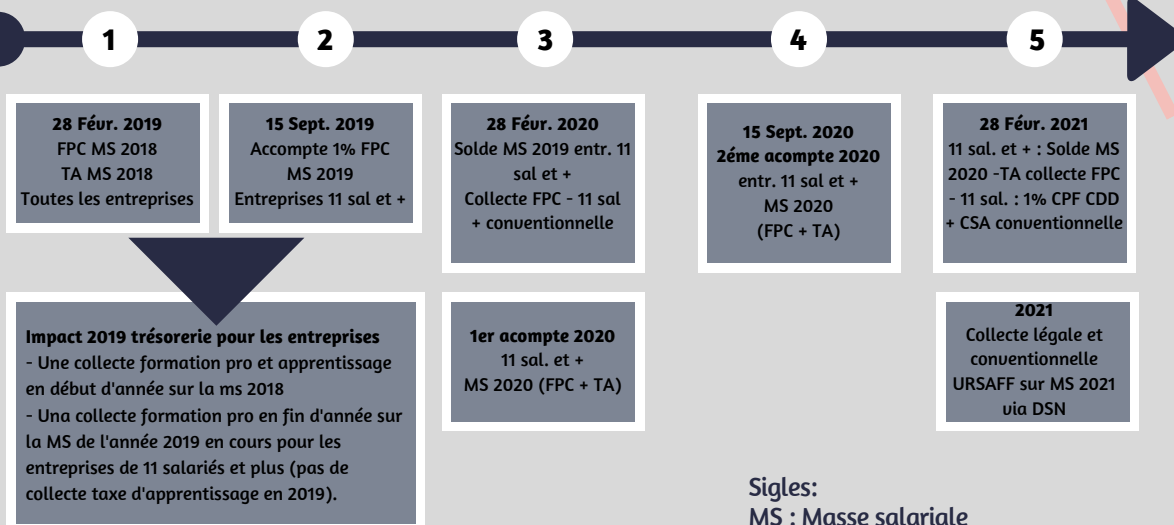 1
2
3
4
5
28 Févr. 2019
FPC MS 2018
TA MS 2018
Toutes les entreprises
15 Sept. 2019
Accompte 1% FPC
MS 2019
Entreprises 11 sal et +
28 Févr. 2020
Solde MS 2019 entr. 11
sal et +
Collecte FPC - 11 sal
+ conventionnelle
15 Sept. 2020
2éme acompte 2020
entr. 11 sal et +
MS 2020
(FPC + TA)
28 Févr. 2021
11 sal. et + : Solde MS
2020 -TA collecte FPC
- 11 sal. : 1% CPF CDD
+ CSA conventionnelle
Impact 2019 trésorerie pour les entreprises
- Une collecte formation pro et apprentissage
en début d'année sur la ms 2018
- Una collecte formation pro en fin d'année sur
la MS de l'année 2019 en cours pour les
entreprises de 11 salariés et plus (pas de
collecte taxe d'apprentissage en 2019).
1er acompte 2020
11 sal. et +
MS 2020 (FPC + TA)
2021
Collecte légale et
conventionnelle
URSAFF sur MS 2021
via DSN
Sigles:
MS : Masse salariale